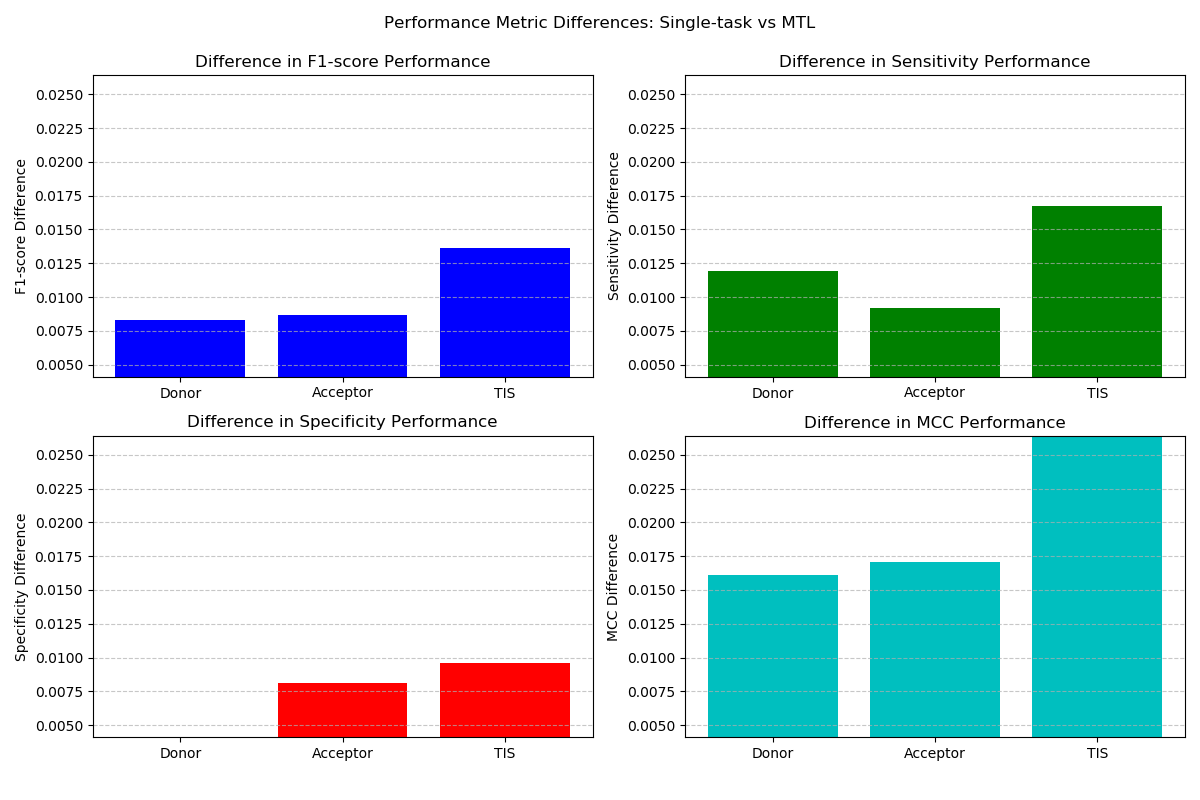 Performance Metric Differences: Single-task vs MTL
Difference in F1-score Performance
F1-score Difference
0.0250
0.0225
0.0200
0.0175
0.0150
0.0125
0.0100
0.0075
0.0050
Donor Acceptor TIS
Difference in Sensitivity Performance
Sensitivity Difference
0.0250
0.0225
0.0200
0.0175
0.0150
0.0125
0.0100
0.0075
0.0050
Donor Acceptor TIS
Difference in Specificity Performance
Specificity Difference
0.0250
0.0225
0.0200
0.0175
0.0150
0.0125
0.0100
0.0075
0.0050
Donor Acceptor TIS
Difference in MCC Performance
MCC Difference
0.0250
0.0225
0.0200
0.0175
0.0150
0.0125
0.0100
0.0075
0.0050
Donor Acceptor TIS